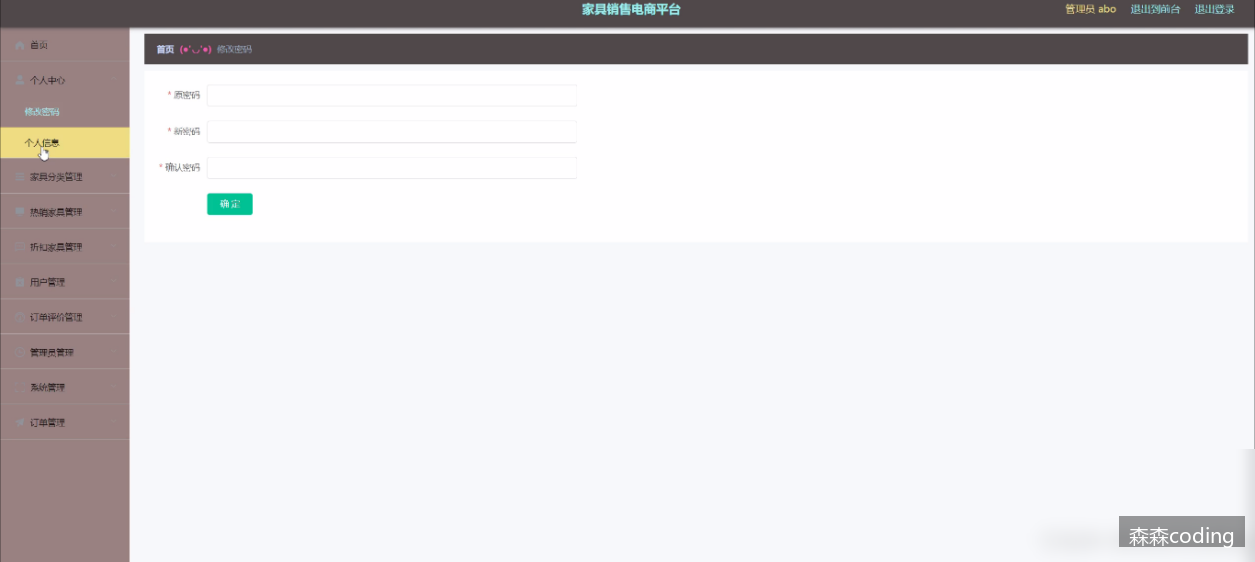 家具销售电商平台
管理员 abo 退出到前台 退出登录
首页
个人中心
修改密码
个人信息
家具分类管理
热销家具管理
折扣家具管理
用户管理
订单评价管理
管理员管理
系统管理
订单管理
首页 (●'◡'●) 修改密码
* 原密码
* 新密码
* 确认密码
确定
森森coding